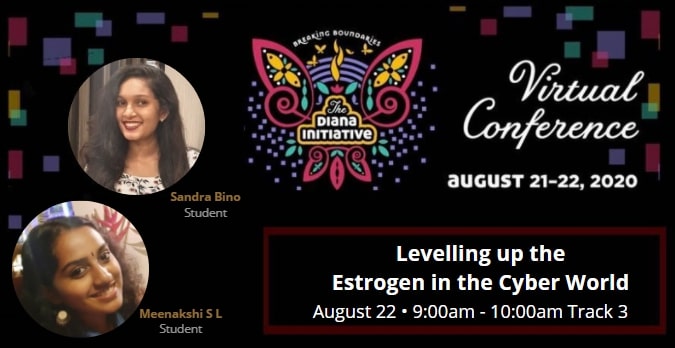 BREAKING BOUNDARIES
The
DIANA
INITIATIVE
Virtual
Conference
AUGUST 21-22, 2020
Sandra Bino
Student
Meenakshi S L
Student
Levelling up the
Estrogen in the Cyber World
August 22 • 9:00am - 10:00am Track 3